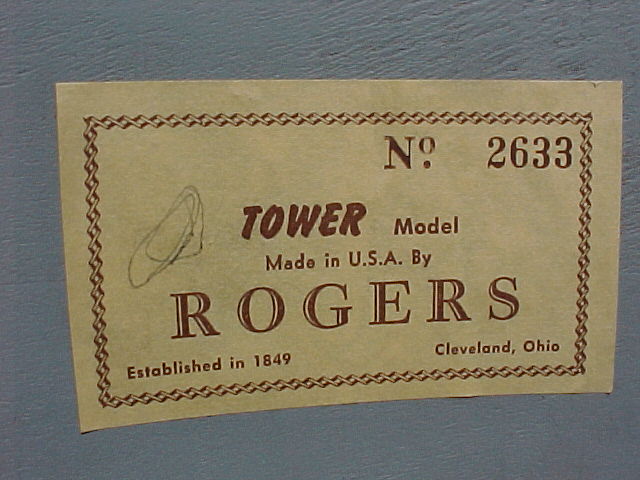 Nº 2633
TOWER Model
Made in U.S.A. By
ROGERS
Established in 1849
Cleveland, Ohio